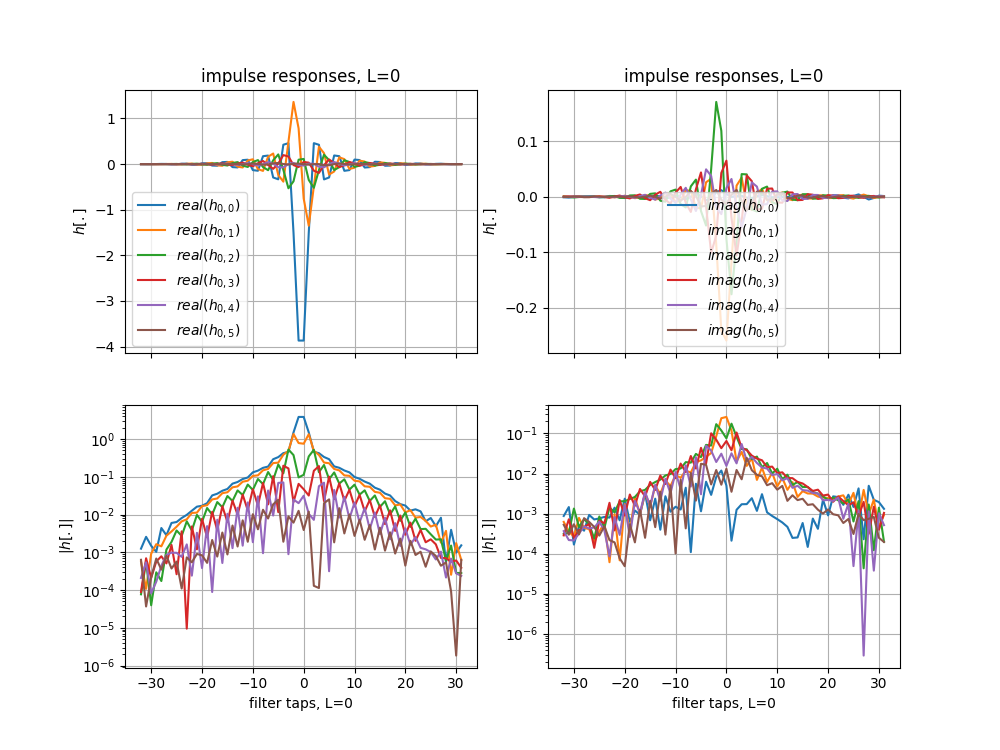 impulse responses, L=0
1
0
−1
−2
−3
−4
h[.]
real(h₀,₀)
real(h₀,₁)
real(h₀,₂)
real(h₀,₃)
real(h₀,₄)
real(h₀,₅)
impulse responses, L=0
0.1
0.0
−0.1
−0.2
h[.]
imag(h₀,₀)
imag(h₀,₁)
imag(h₀,₂)
imag(h₀,₃)
imag(h₀,₄)
imag(h₀,₅)
10⁰
10⁻¹
10⁻²
10⁻³
10⁻⁴
10⁻⁵
10⁻⁶
|h[.]|
−30 −20 −10 0 10 20 30
filter taps, L=0
10⁻¹
10⁻²
10⁻³
10⁻⁴
10⁻⁵
10⁻⁶
|h[.]|
−30 −20 −10 0 10 20 30
filter taps, L=0